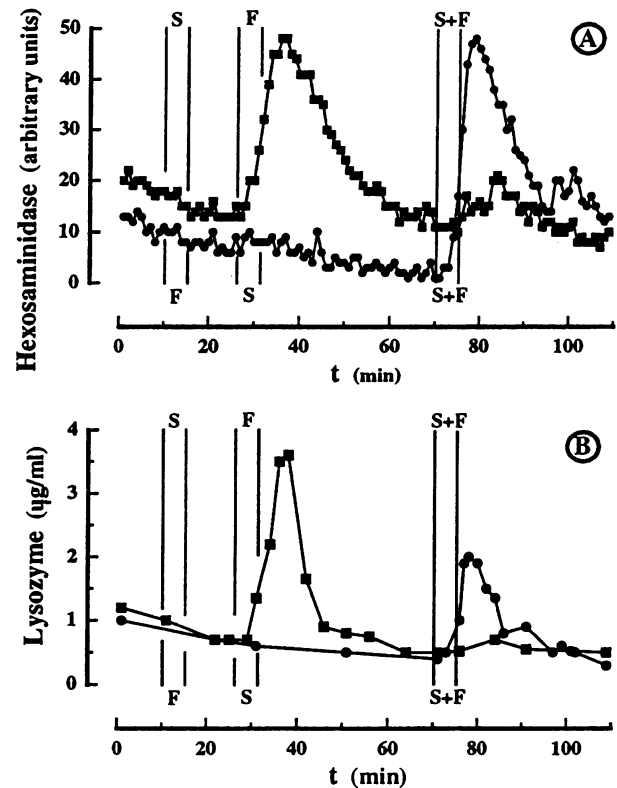 S F S+F A
50
40
30
20
10
0
Hexosaminidase (arbitrary units)
F S S+F
0 20 40 60 80 100
t (min)
S F S+F
B
4
3
2
1
0
Lysozyme (ųg/ml)
F S S+F
0 20 40 60 80 100
t (min)